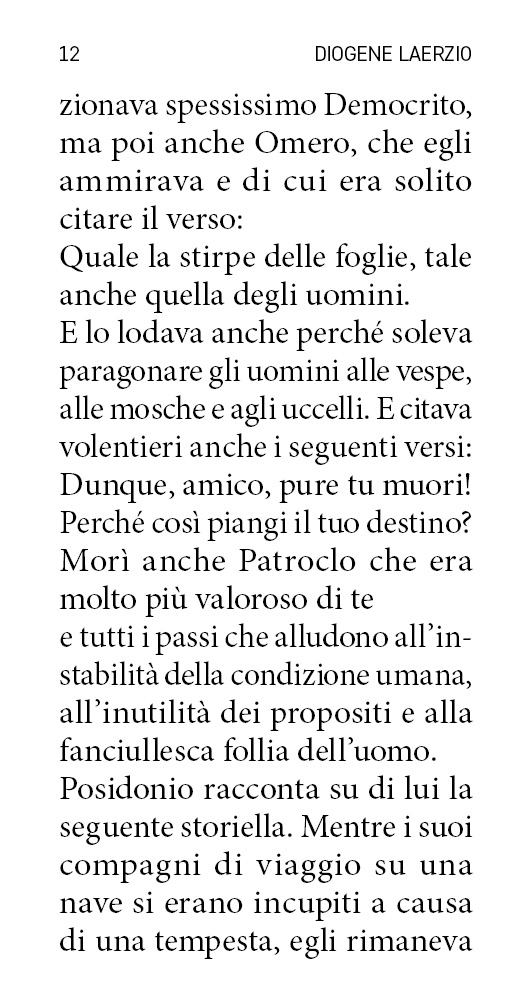 12 DIOGENE LAERZIO
zionava spessissimo Democrito,
ma poi anche Omero, che egli
ammirava e di cui era solito
citare il verso:
Quale la stirpe delle foglie, tale
anche quella degli uomini.
E lo lodava anche perché soleva
paragonare gli uomini alle vespe,
alle mosche e agli uccelli. E citava
volentieri anche i seguenti versi:
Dunque, amico, pure tu muori!
Perché così piangi il tuo destino?
Morì anche Patroclo che era
molto più valoroso di te
e tutti i passi che alludono all’in-
stabilità della condizione umana,
all’inutilità dei propositi e alla
fanciullesca follia dell’uomo.
Posidonio racconta su di lui la
seguente storiella. Mentre i suoi
compagni di viaggio su una
nave si erano incupiti a causa
di una tempesta, egli rimaneva